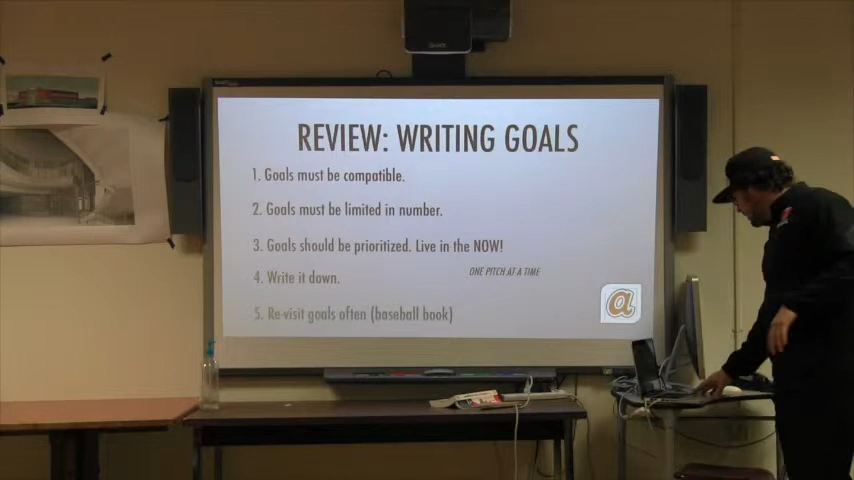 REVIEW: WRITING GOALS
1. Goals must be compatible.
2. Goals must be limited in number.
3. Goals should be prioritized. Live in the NOW!
ONE PITCH AT A TIME
4. Write it down.
5. Re-visit goals often (baseball book)
a